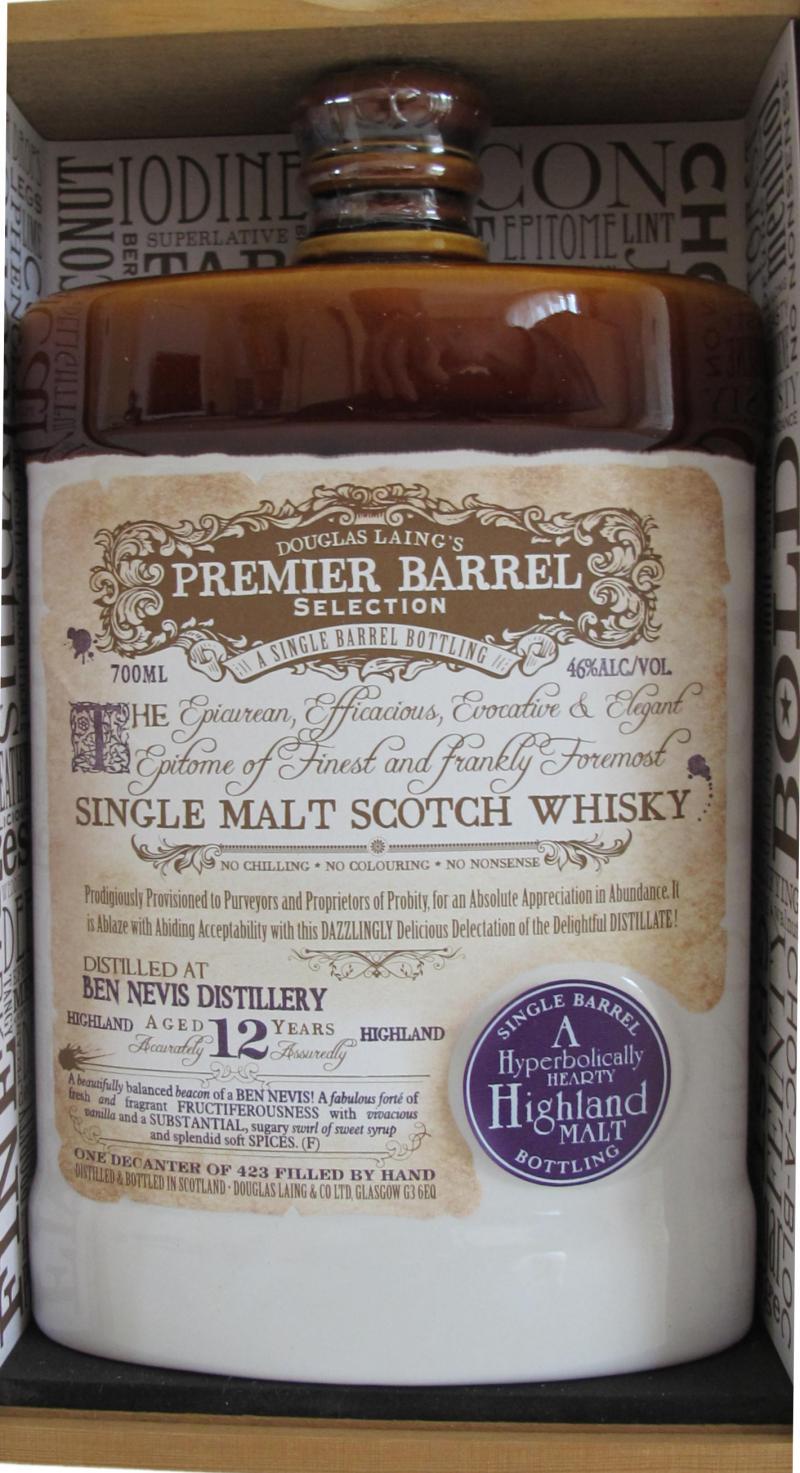 CONUT
IODINE
CON
SUPERLATIVE
EPITOME
LINT
DOUGLAS LAING'S
PREMIER BARREL
SELECTION
A SINGLE BARREL BOTTLING
700ML
46%ALC/VOL
THE Epicurean, Efficacious, Evocative & Elegant
Epitome of Finest and frankly Foremost
SINGLE MALT SCOTCH WHISKY
NO CHILLING * NO COLOURING * NO NONSENSE
Prodigiously Provisioned to Purveyors and Proprietors of Probity, for an Absolute Appreciation in Abundance. It
is Ablaze with Abiding Acceptability with this DAZZLINGLY Delicious Delectation of the Delightful DISTILLATE!
DISTILLED AT
BEN NEVIS DISTILLERY
HIGHLAND AGED 12 YEARS HIGHLAND
Accurately Assuredly
A beautifully balanced beacon of a BEN NEVIS! A fabulous forté of
fresh and fragrant FRUCTIFEROUSNESS with vivacious
vanilla and a SUBSTANTIAL, sugary swirl of sweet syrup
and splendid soft SPICES. (F)
ONE DECANTER OF 423 FILLED BY HAND
DISTILLED & BOTTLED IN SCOTLAND · DOUGLAS LAING & CO LTD, GLASGOW G3 6EQ
SINGLE BARREL
A
Hyperbolically
HEARTY
Highland
MALT
BOTTLING
BOLD
CHOC-A-BLOC